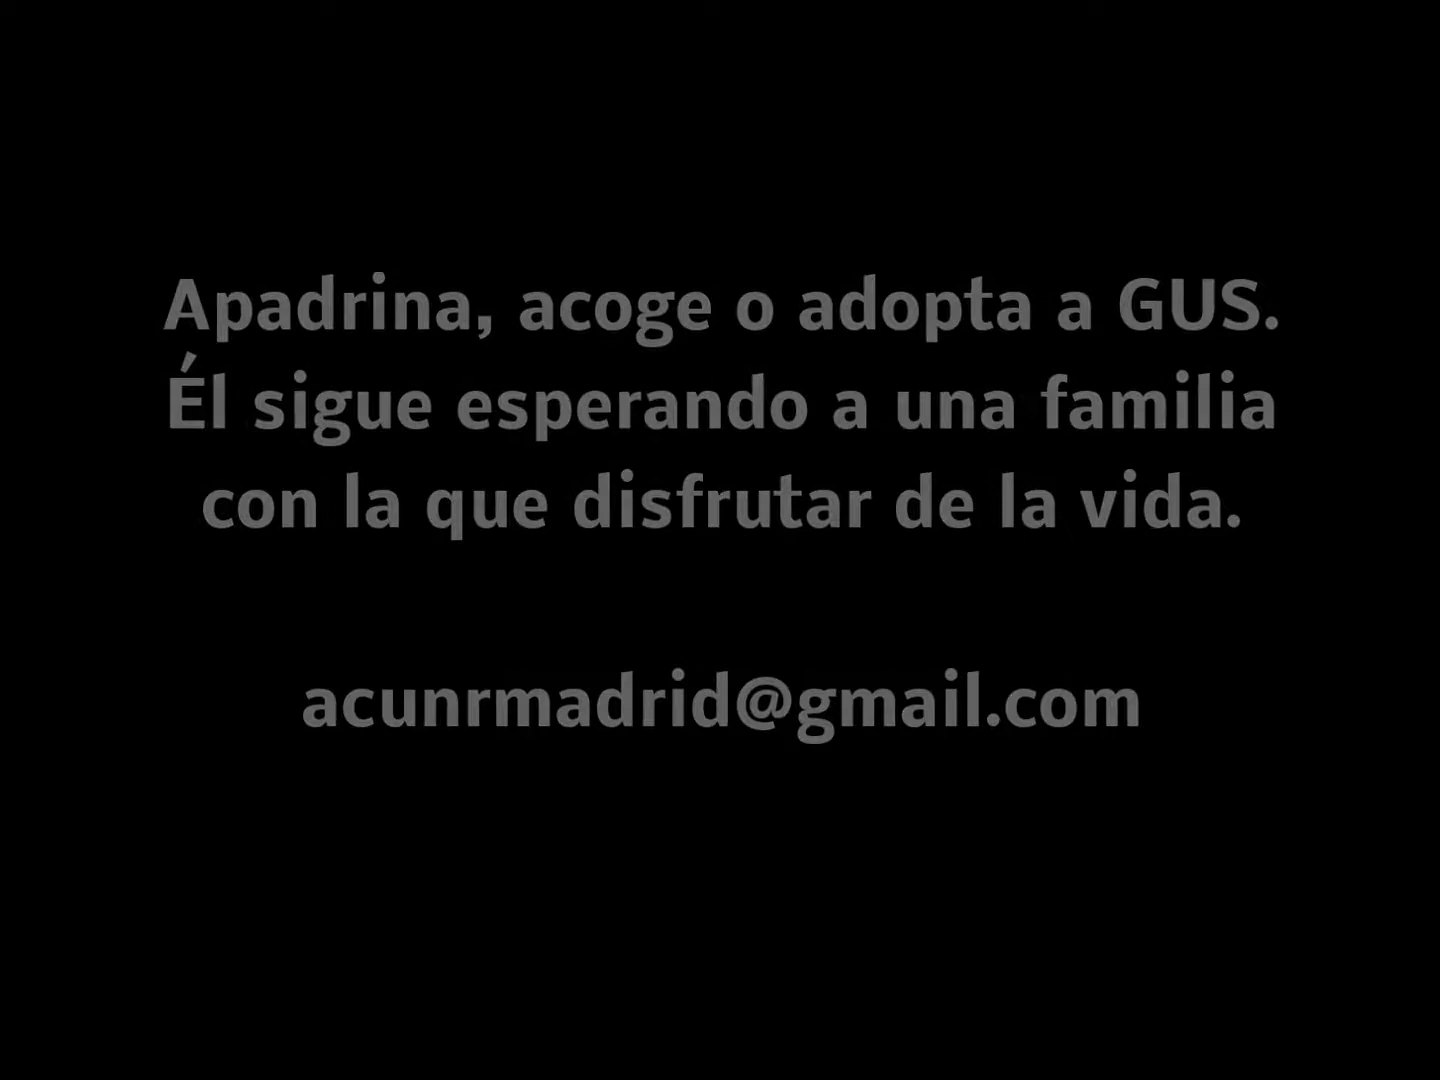 Apadrina, acoge o adopta a GUS.
Él sigue esperando a una familia
con la que disfrutar de la vida.
acunrmadrid@gmail.com